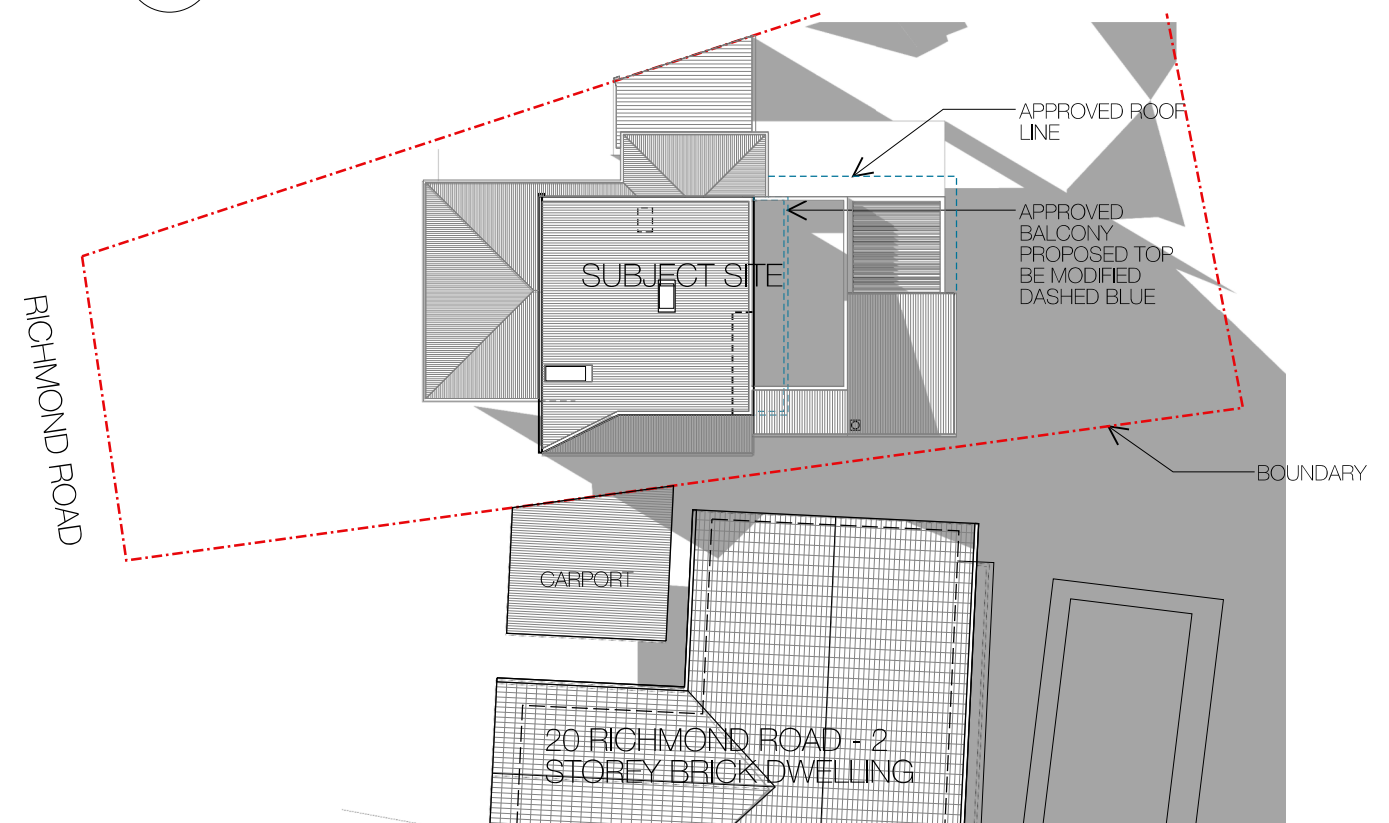 APPROVED ROOF
LINE
APPROVED
BALCONY
PROPOSED TOP
BE MODIFIED
DASHED BLUE
SUBJECT SITE
RICHMOND ROAD
BOUNDARY
CARPORT
20 RICHMOND ROAD - 2
STOREY BRICK DWELLING